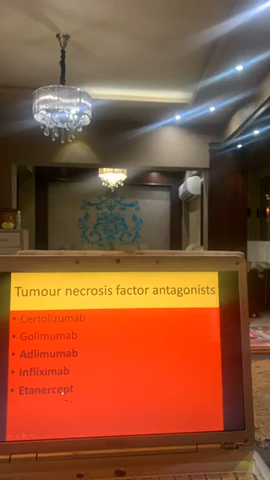 Tumour necrosis factor antagonists
• Certolizumab
• Golimumab
• Adlimumab
• Infliximab
• Etanercept